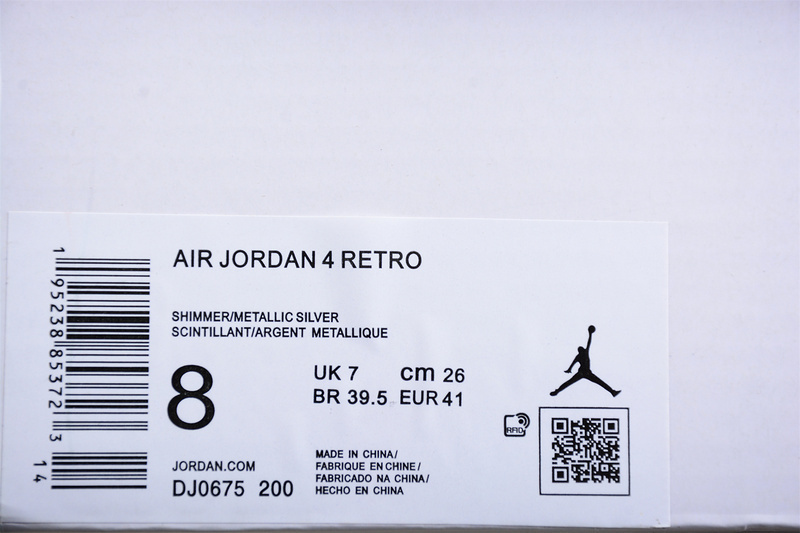 AIR JORDAN 4 RETRO
SHIMMER/METALLIC SILVER
SCINTILLANT/ARGENT METALLIQUE
8
UK 7 cm 26
BR 39.5 EUR 41
JORDAN.COM
DJ0675 200
MADE IN CHINA/
FABRIQUE EN CHINE/
FABRICADO NA CHINA/
HECHO EN CHINA
RFID
1 95238 85372 3
14